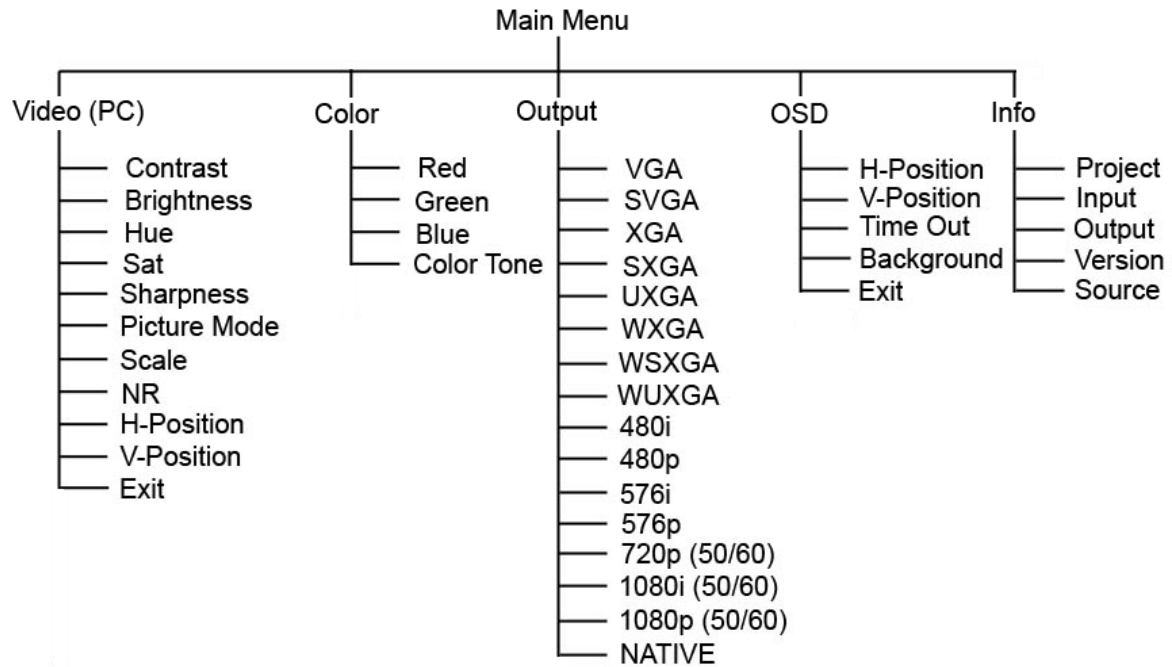 Main Menu
Video (PC)
Contrast
Brightness
Hue
Sat
Sharpness
Picture Mode
Scale
NR
H-Position
V-Position
Exit
Color
Red
Green
Blue
Color Tone
Output
VGA
SVGA
XGA
SXGA
UXGA
WXGA
WSXGA
WUXGA
480i
480p
576i
576p
720p (50/60)
1080i (50/60)
1080p (50/60)
NATIVE
OSD
H-Position
V-Position
Time Out
Background
Exit
Info
Project
Input
Output
Version
Source